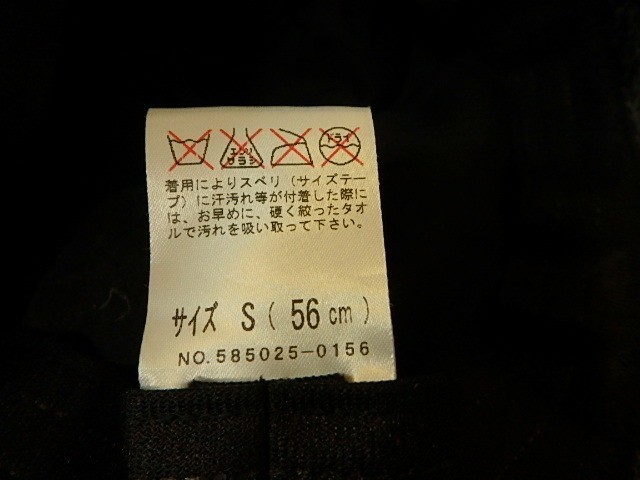 エンソ サラシ ドライ
着用によりスベリ（サイズテー
プ）に汗汚れ等が付着した際に
は、お早めに、硬く絞ったタオ
ルで汚れを吸い取って下さい。
サイズ S ( 56 cm )
NO.585025-0156